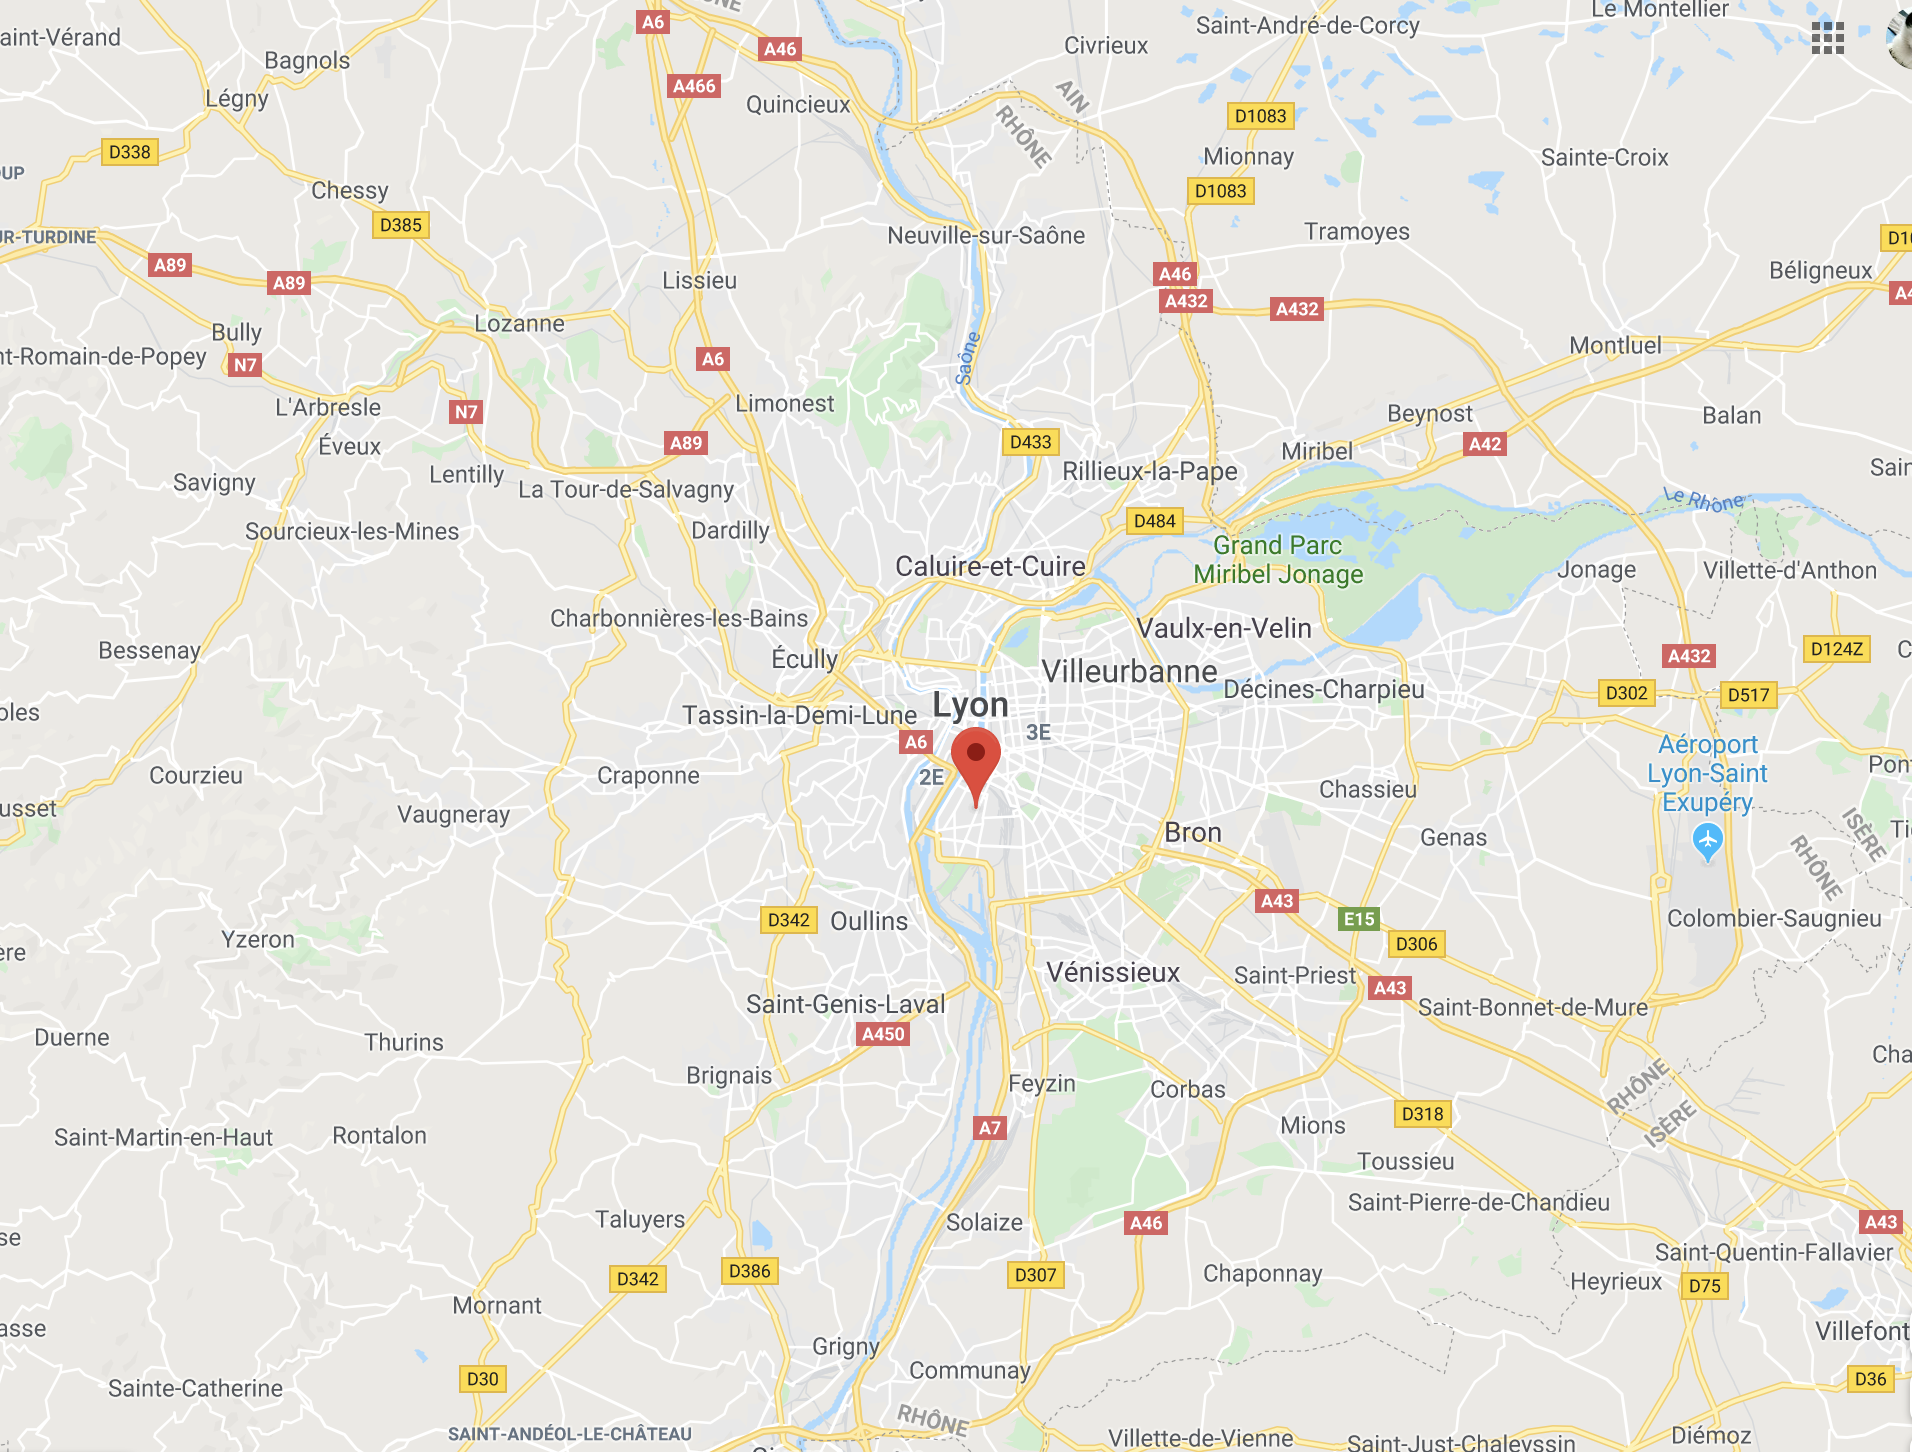 A6
ÔNE
Saint-André-de-Corcy
Le Montellier
aint-Vérand
A46
Civrieux
Bagnols
A466
Légny
Quincieux
AIN
RHÔNE
D1083
D338
Mionnay
Sainte-Croix
OUP
Chessy
D1083
D385
Neuville-sur-Saône
Tramoyes
D10
UR-TURDINE
A89
A89
Lissieu
A46
Béligneux
A432
A432
A4
Lozanne
Bully
Saône
nt-Romain-de-Popey
N7
A6
Montluel
L'Arbresle
N7
Limonest
Beynost
Balan
Éveux
A89
D433
A42
Miribel
Lentilly
Rillieux-la-Pape
Sain
Savigny
La Tour-de-Salvagny
Le Rhône
Sourcieux-les-Mines
Dardilly
D484
Grand Parc
Miribel Jonage
Caluire-et-Cuire
Jonage
Villette-d'Anthon
Charbonnières-les-Bains
Vaulx-en-Velin
Bessenay
Écully
A432
D124Z
C
Villeurbanne
Décines-Charpieu
D302
D517
oles
Lyon
Tassin-la-Demi-Lune
3E
A6
Aéroport
Lyon-Saint
Exupéry
Courzieu
Craponne
2E
Pont
Chassieu
ousset
Vaugneray
Bron
Genas
ISÈRE
Ti
RHÔNE
A43
D342
Oullins
E15
Colombier-Saugnieu
Yzeron
D306
ère
Vénissieux
Saint-Priest
A43
Saint-Genis-Laval
Saint-Bonnet-de-Mure
Duerne
Thurins
A450
Cha
Brignais
Feyzin
Corbas
RHÔNE
ISÈRE
A7
D318
Saint-Martin-en-Haut
Rontalon
Mions
Toussieu
Saint-Pierre-de-Chandieu
Taluyers
Solaize
A46
A43
se
Saint-Quentin-Fallavier
D342
D386
D307
Chaponnay
Heyrieux
D75
Mornant
asse
Villefont
Grigny
Communay
D30
Sainte-Catherine
D36
RHÔNE
SAINT-ANDÉOL-LE-CHÂTEAU
Villette-de-Vienne
Saint-Just-Chaleyssin
Diémoz